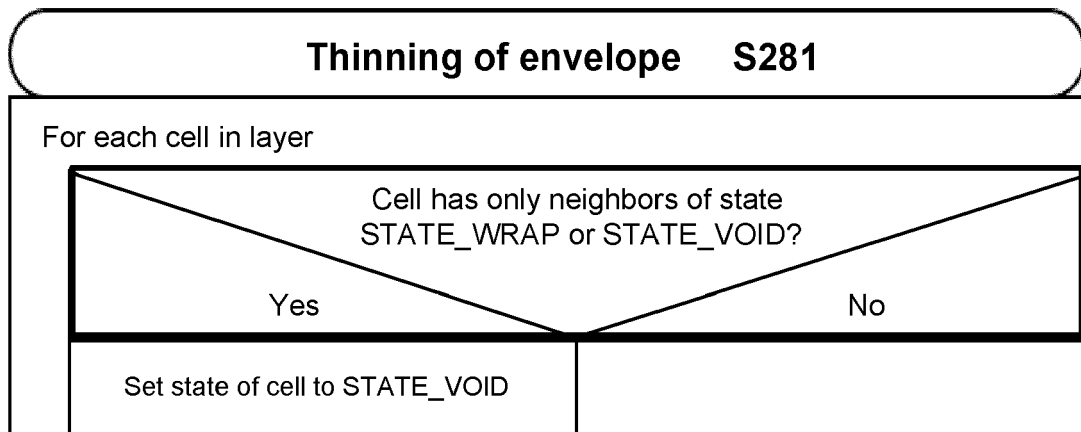 Thinning of envelope S281
For each cell in layer
Cell has only neighbors of state
STATE_WRAP or STATE_VOID?
Yes No
Set state of cell to STATE_VOID